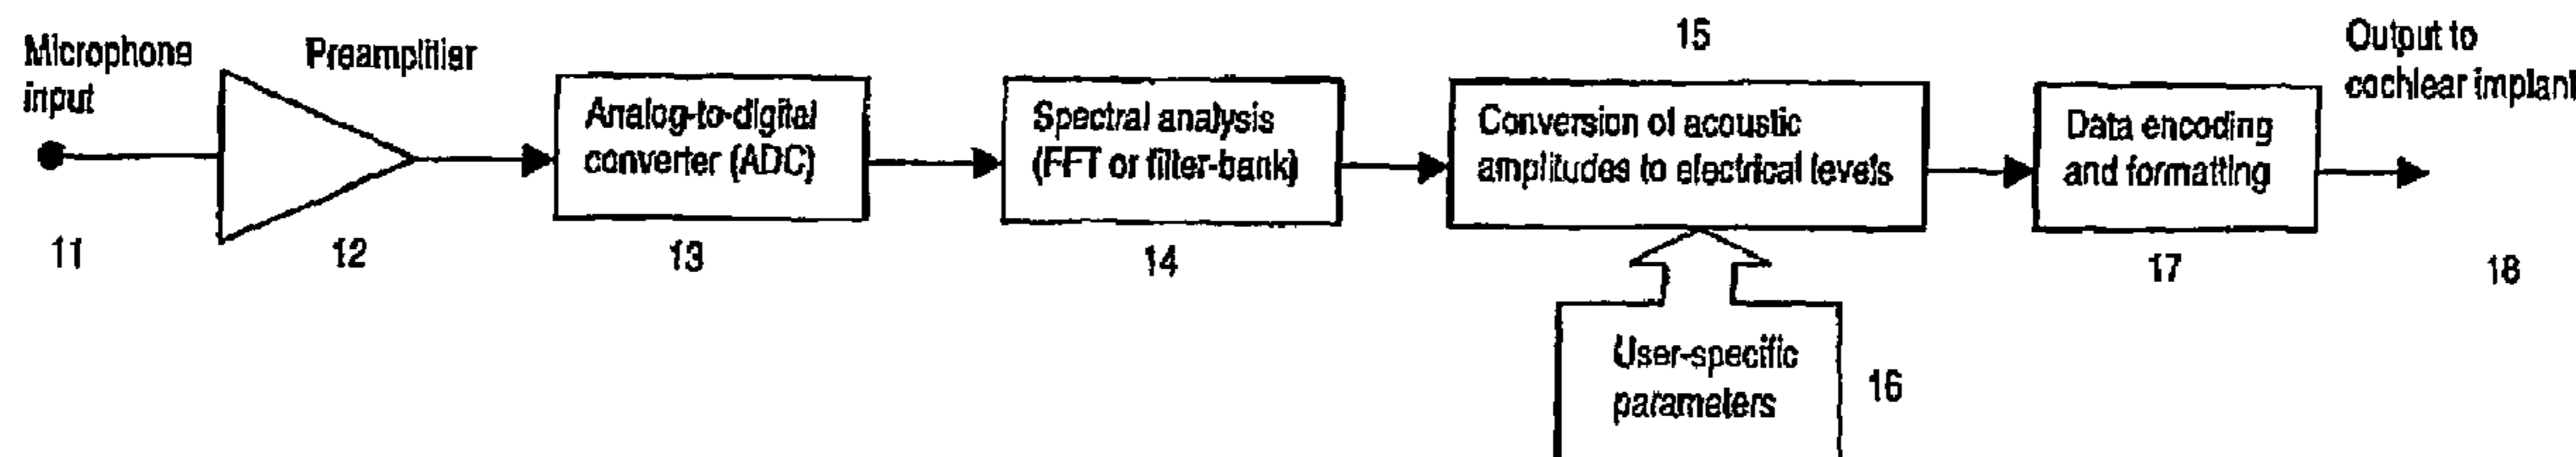 Microphone
input
Preamplifier
15
Output to
cochlear implant
Analog-to-digital
converter (ADC)
Spectral analysis
(FFT or filter-bank)
Conversion of acoustic
amplitudes to electrical levels
Data encoding
and formatting
11
12
13
14
17
18
User-specific
parameters
16